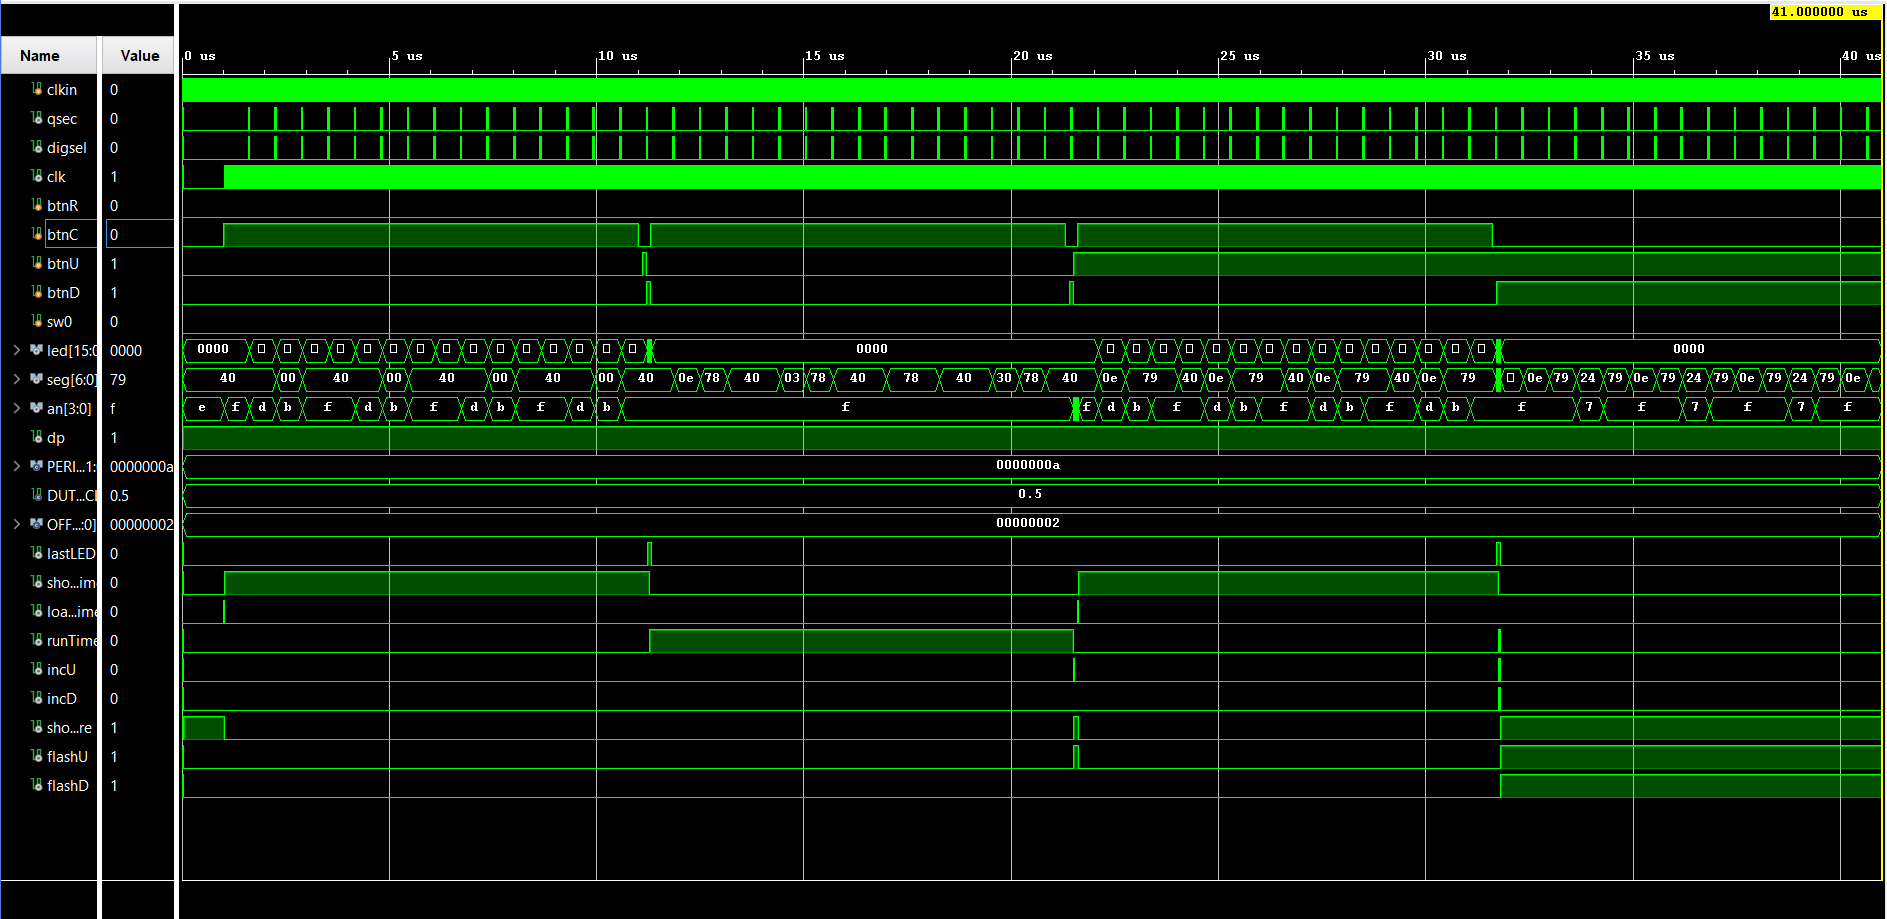 41.000000 us
Name Value
0 us 5 us 10 us 15 us 20 us 25 us 30 us 35 us 40 us
clkin 0
qsec 0
digsel 0
clk 1
btnR 0
btnC 0
btnU 1
btnD 1
sw0 0
led[15:0 0000 0000 0000 0000
seg[6:0] 79 40 00 40 00 40 00 40 00 40 0e 78 40 03 78 40 78 40 30 78 40 0e 79 40 0e 79 40 0e 79 40 0e 79 0e 79 24 79 0e 79 24 79 0e 79 24 79 0e
an[3:0] f e f d b f d b f d b f d b f f d b f d b f d b f d b f 7 f 7 f 7 f
dp 1
PERI...1: 0000000a 0000000a
DUT...Cl 0.5 0.5
OFF...:0] 00000002 00000002
lastLED 0
sho...im 0
loa...ime 0
runTime 0
incU 0
incD 0
sho...re 1
flashU 1
flashD 1